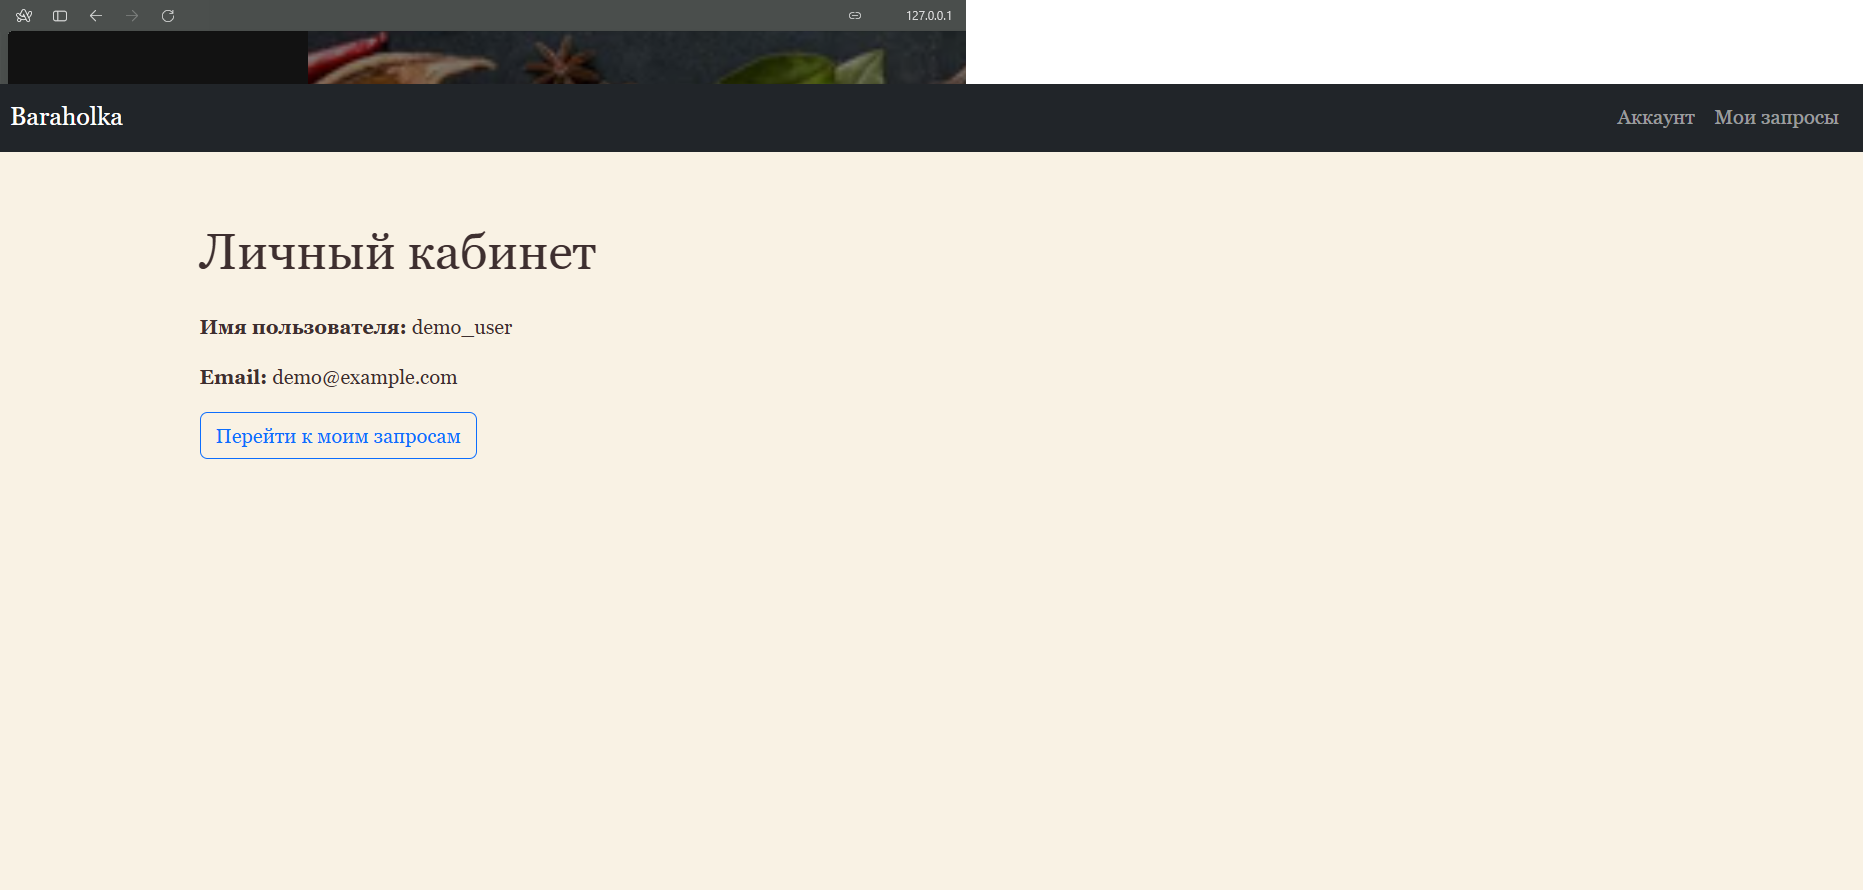 127.0.0.1
Baraholka Аккаунт Мои запросы
Личный кабинет
Имя пользователя: demo_user
Email: demo@example.com
Перейти к моим запросам